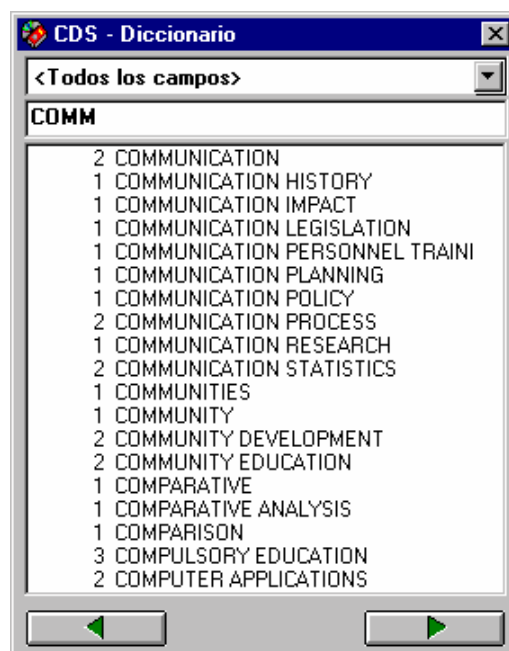 CDS - Diccionario
<Todos los campos>
COMM
2 COMMUNICATION
1 COMMUNICATION HISTORY
1 COMMUNICATION IMPACT
1 COMMUNICATION LEGISLATION
1 COMMUNICATION PERSONNEL TRAINI
1 COMMUNICATION PLANNING
1 COMMUNICATION POLICY
2 COMMUNICATION PROCESS
1 COMMUNICATION RESEARCH
2 COMMUNICATION STATISTICS
1 COMMUNITIES
1 COMMUNITY
2 COMMUNITY DEVELOPMENT
2 COMMUNITY EDUCATION
1 COMPARATIVE
1 COMPARATIVE ANALYSIS
1 COMPARISON
3 COMPULSORY EDUCATION
2 COMPUTER APPLICATIONS